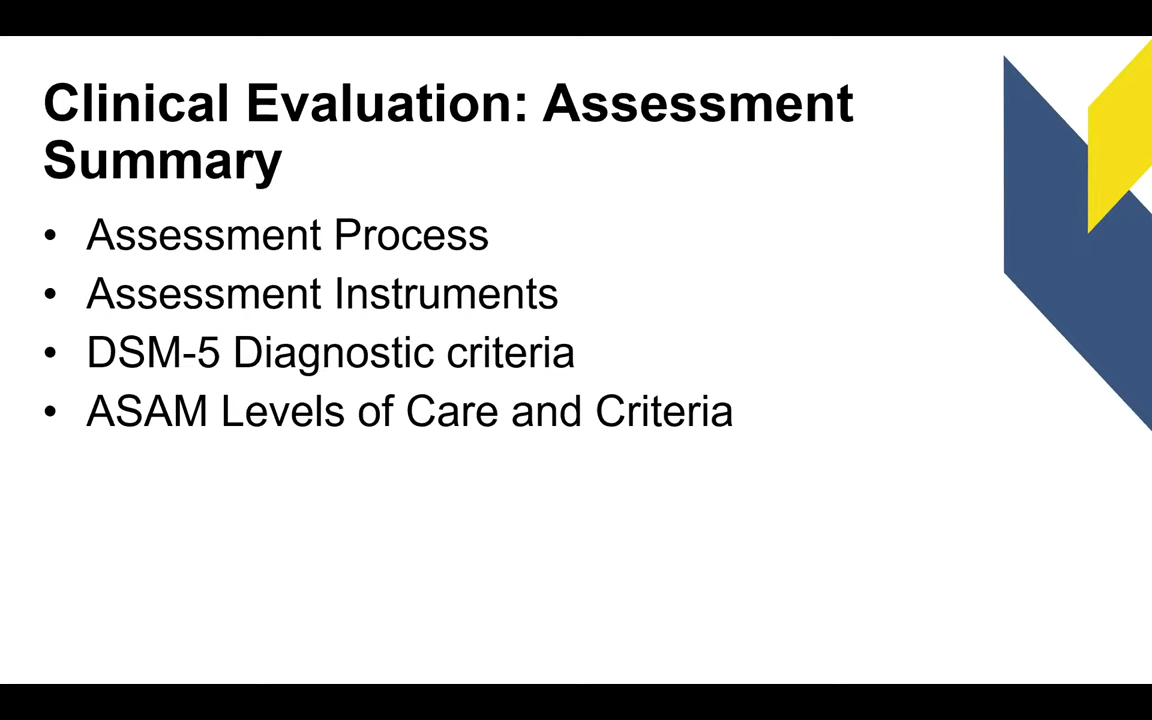 Clinical Evaluation: Assessment
Summary
• Assessment Process
• Assessment Instruments
• DSM-5 Diagnostic criteria
• ASAM Levels of Care and Criteria